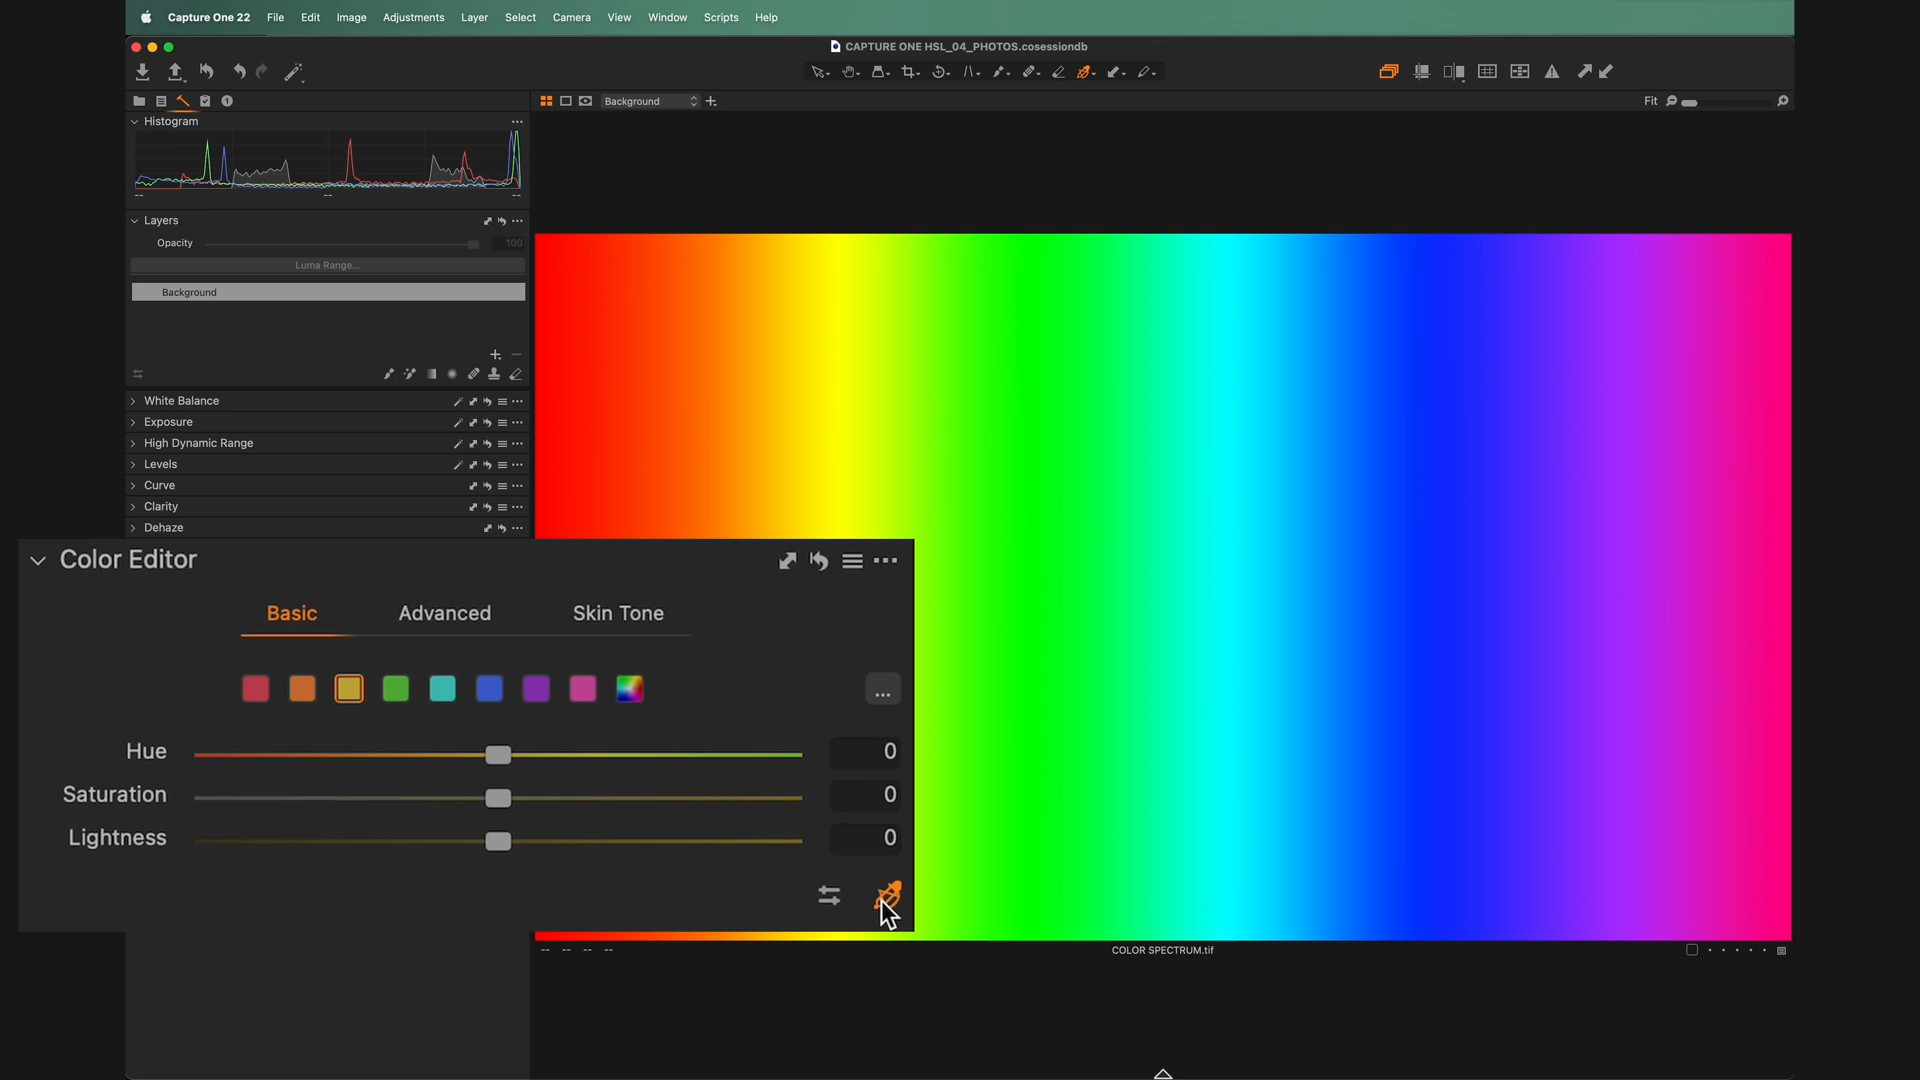 Capture One 22 File Edit Image Adjustments Layer Select Camera View Window Scripts Help
CAPTURE ONE HSL_04_PHOTOS.cosessiondb
1
Background
Fit
Histogram
-- -- --
Layers
Opacity 100
Luma Range...
Background
White Balance
Exposure
High Dynamic Range
Levels
Curve
Clarity
Dehaze
Color Editor
Basic Advanced Skin Tone
...
Hue 0
Saturation 0
Lightness 0
-- -- -- --
COLOR SPECTRUM.tif